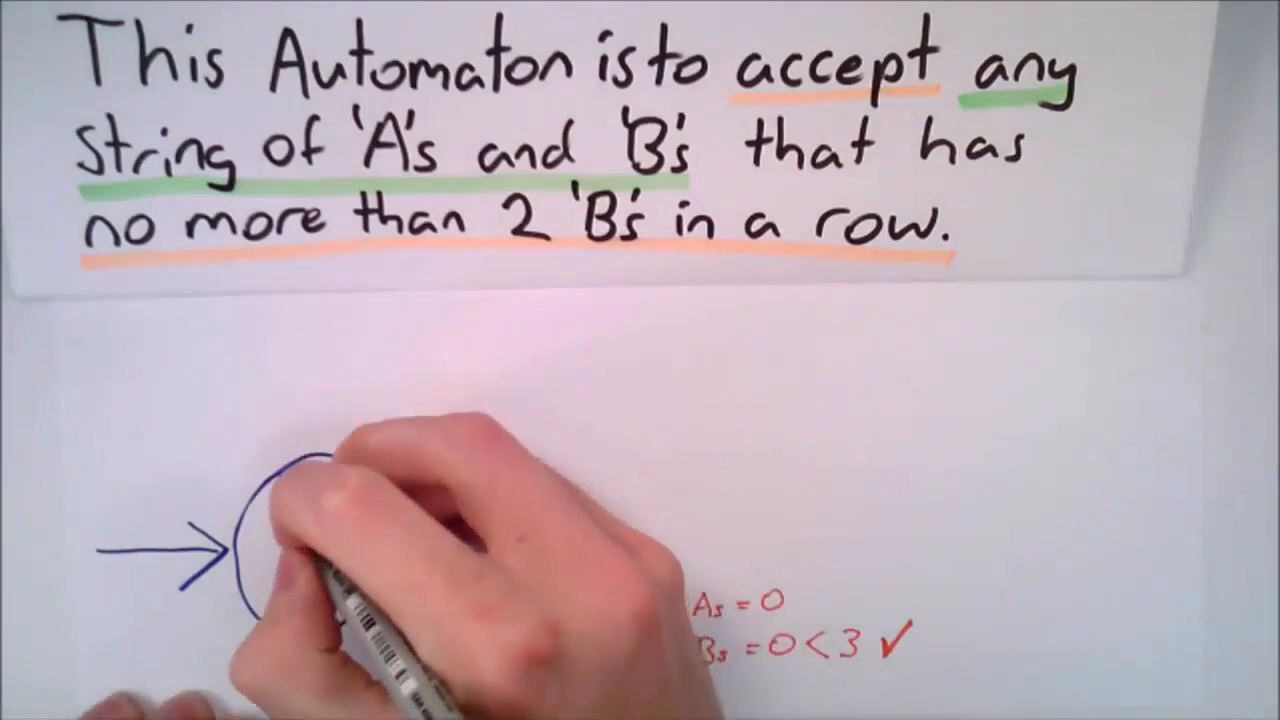 This Automaton is to accept any
string of 'A's and 'B's that has
no more than 2 'B's in a row.
As = 0
Bs = 0 < 3 ✓